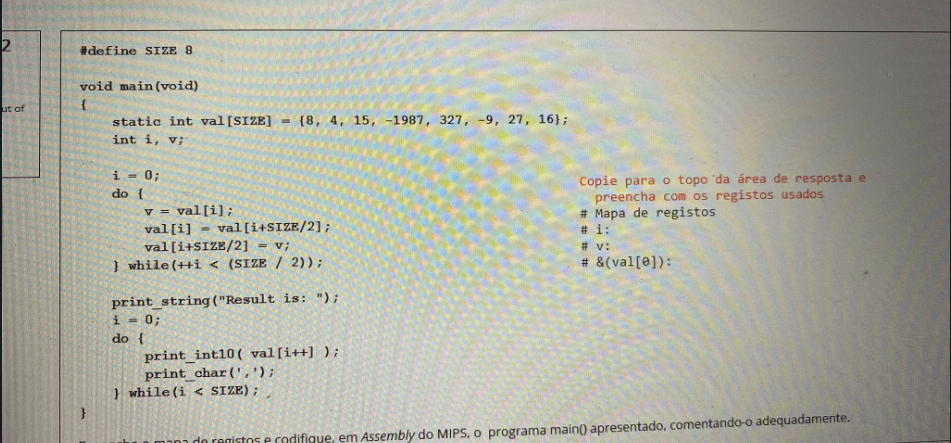 2
ut of
#define SIZE 8
void main(void)
{
static int val[SIZE] = {8, 4, 15, -1987, 327, -9, 27, 16};
int i, v;
i = 0;
do {
v = val[i];
val[i] = val[i+SIZE/2];
val[i+SIZE/2] = v;
} while(++i < (SIZE / 2));
print_string("Result is: ");
i = 0;
do {
print_int10( val[i++] );
print_char(',');
} while(i < SIZE);
}
Copie para o topo da área de resposta e
preencha com os registos usados
# Mapa de registos
# i:
# v:
# &(val[0]):
mapa de registos e codifique, em Assembly do MIPS, o programa main() apresentado, comentando-o adequadamente.